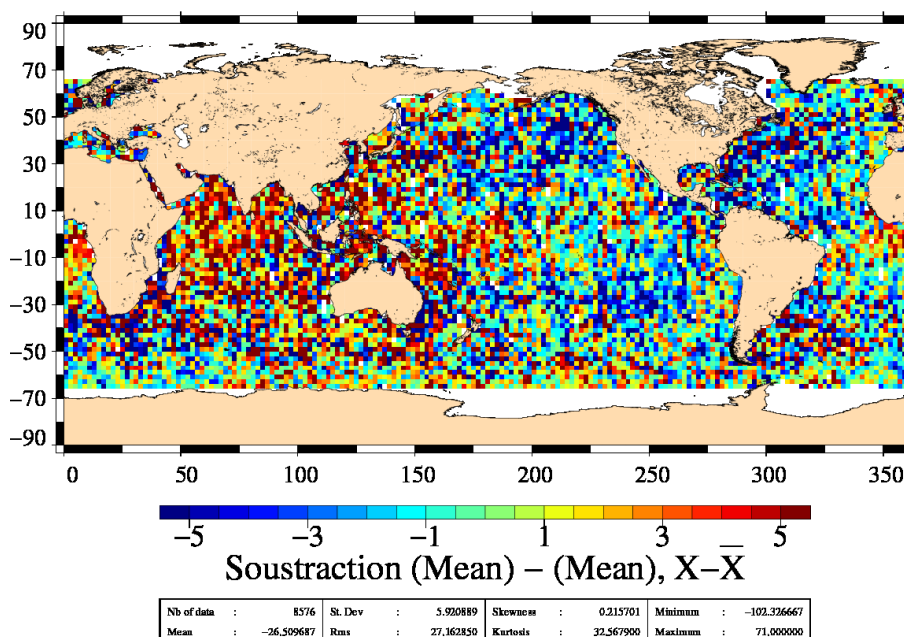 90
70
50
30
10
−10
−30
−50
−70
−90
0 50 100 150 200 250 300 350
−5 −3 −1 1 3 5
Soustraction (Mean) − (Mean), X−X̅
Nb of data : 8576 St. Dev : 5.920889 Skewness : 0.215701 Minimum : −102.326667
Mean : −26.509687 Rms : 27.162850 Kurtosis : 32.567900 Maximum : 71.000000